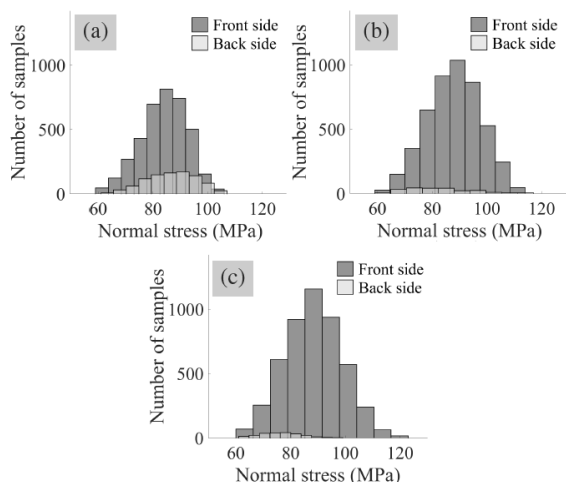 (a)
Front side
Back side
Number of samples
1000
500
0
60 80 100 120
Normal stress (MPa)
(b)
Front side
Back side
Number of samples
1000
500
0
60 80 100 120
Normal stress (MPa)
(c)
Front side
Back side
Number of samples
1000
500
0
60 80 100 120
Normal stress (MPa)